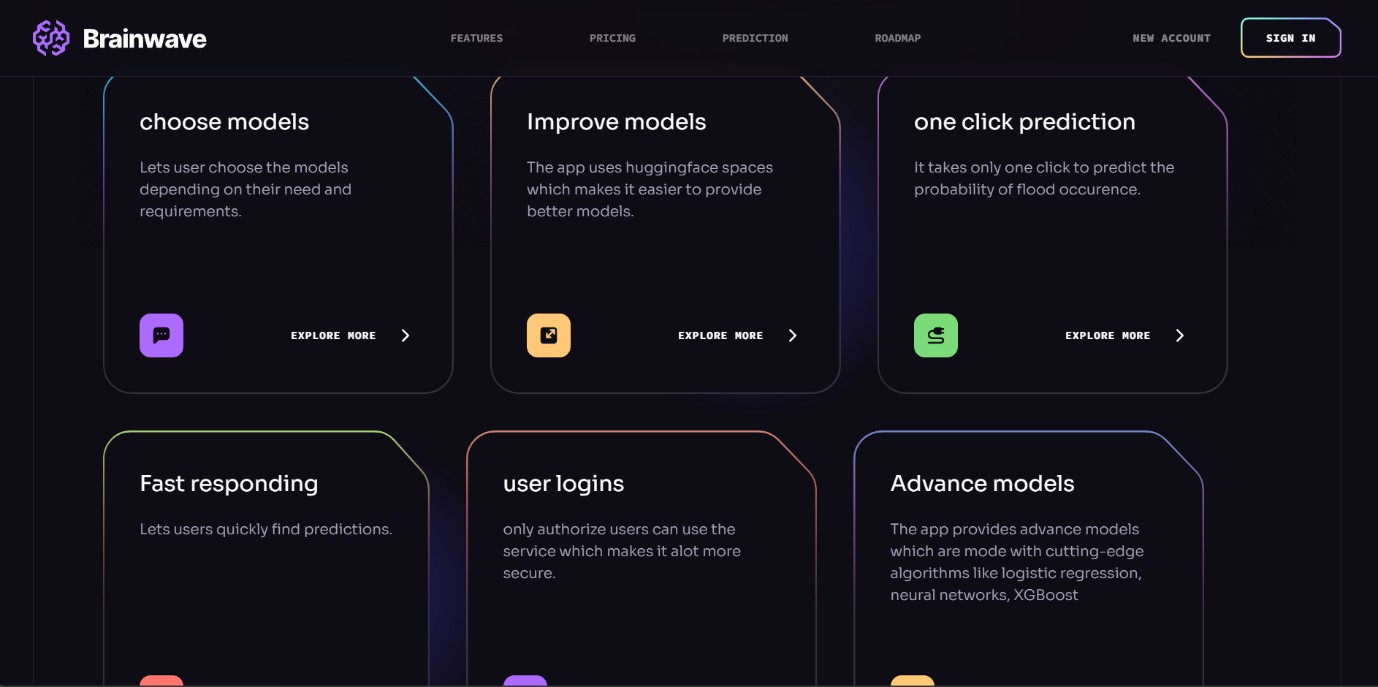 Brainwave
FEATURES
PRICING
PREDICTION
ROADMAP
NEW ACCOUNT
SIGN IN
choose models
Lets user choose the models
depending on their need and
requirements.
EXPLORE MORE
Improve models
The app uses huggingface spaces
which makes it easier to provide
better models.
EXPLORE MORE
one click prediction
It takes only one click to predict the
probability of flood occurence.
EXPLORE MORE
Fast responding
Lets users quickly find predictions.
user logins
only authorize users can use the
service which makes it alot more
secure.
Advance models
The app provides advance models
which are mode with cutting-edge
algorithms like logistic regression,
neural networks, XGBoost